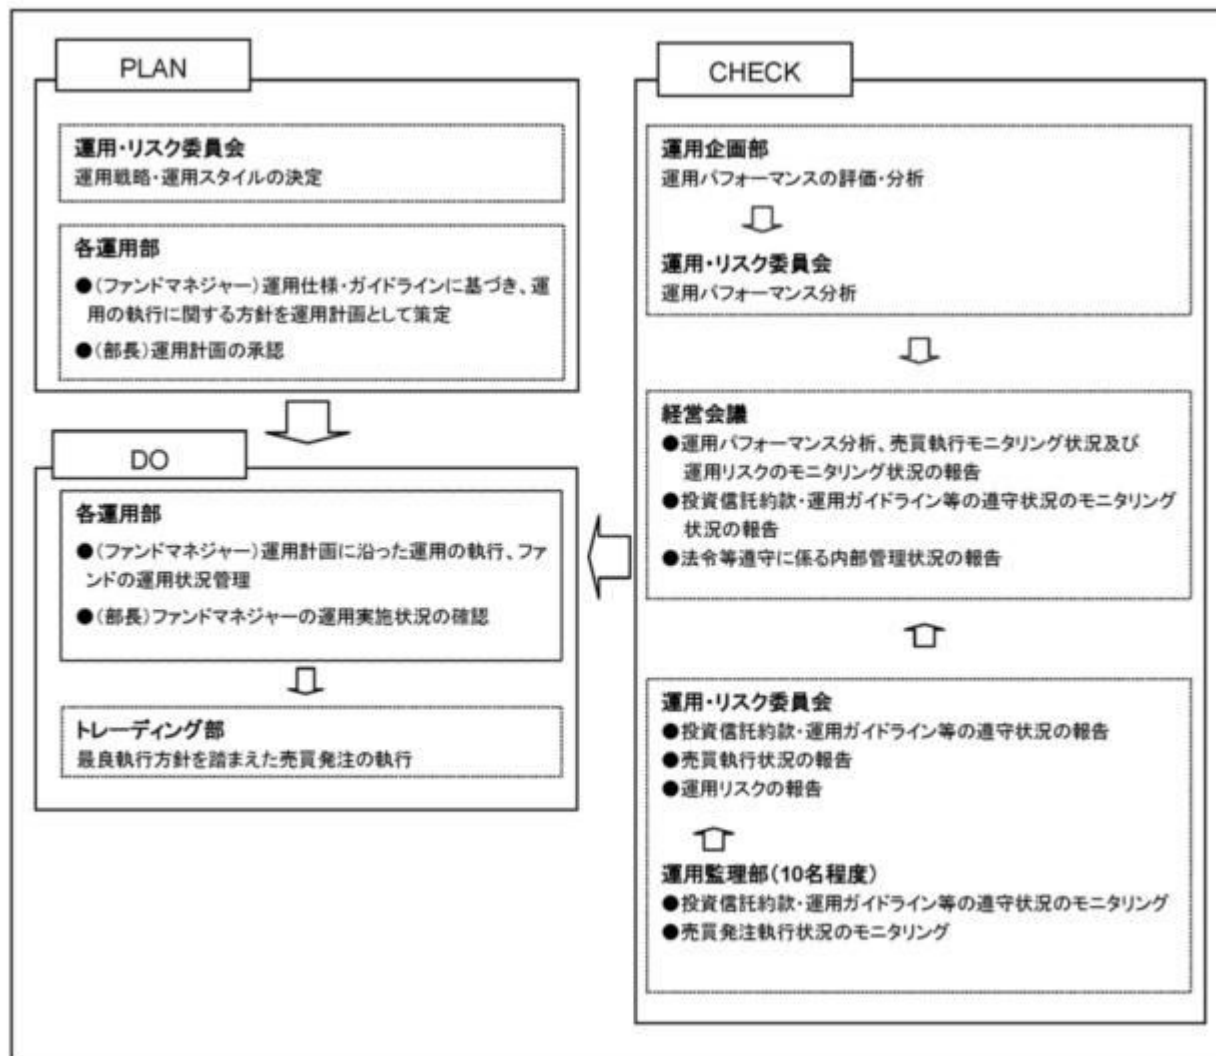 PLAN
運用・リスク委員会
運用戦略・運用スタイルの決定
各運用部
●(ファンドマネジャー)運用仕様・ガイドラインに基づき、運
用の執行に関する方針を運用計画として策定
●(部長)運用計画の承認
DO
各運用部
●(ファンドマネジャー)運用計画に沿った運用の執行、ファ
ンドの運用状況管理
●(部長)ファンドマネジャーの運用実施状況の確認
トレーディング部
最良執行方針を踏まえた売買発注の執行
CHECK
運用企画部
運用パフォーマンスの評価・分析
運用・リスク委員会
運用パフォーマンス分析
経営会議
●運用パフォーマンス分析、売買執行モニタリング状況及び
運用リスクのモニタリング状況の報告
●投資信託約款・運用ガイドライン等の遵守状況のモニタリング
状況の報告
●法令等遵守に係る内部管理状況の報告
運用・リスク委員会
●投資信託約款・運用ガイドライン等の遵守状況の報告
●売買執行状況の報告
●運用リスクの報告
運用監理部(10名程度)
●投資信託約款・運用ガイドライン等の遵守状況のモニタリング
●売買発注執行状況のモニタリング